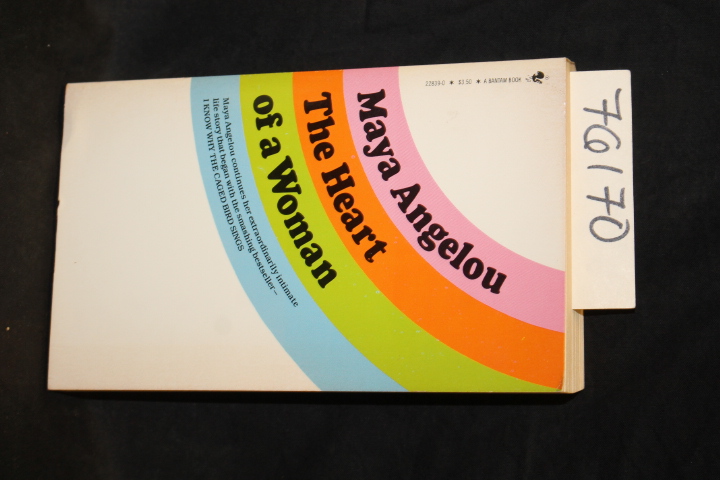 22839-0 * $3.50 * A BANTAM BOOK
Maya Angelou
The Heart
of a Woman
Maya Angelou continues her extraordinarily intimate
life story that began with the smashing bestseller—
I KNOW WHY THE CAGED BIRD SINGS
76170